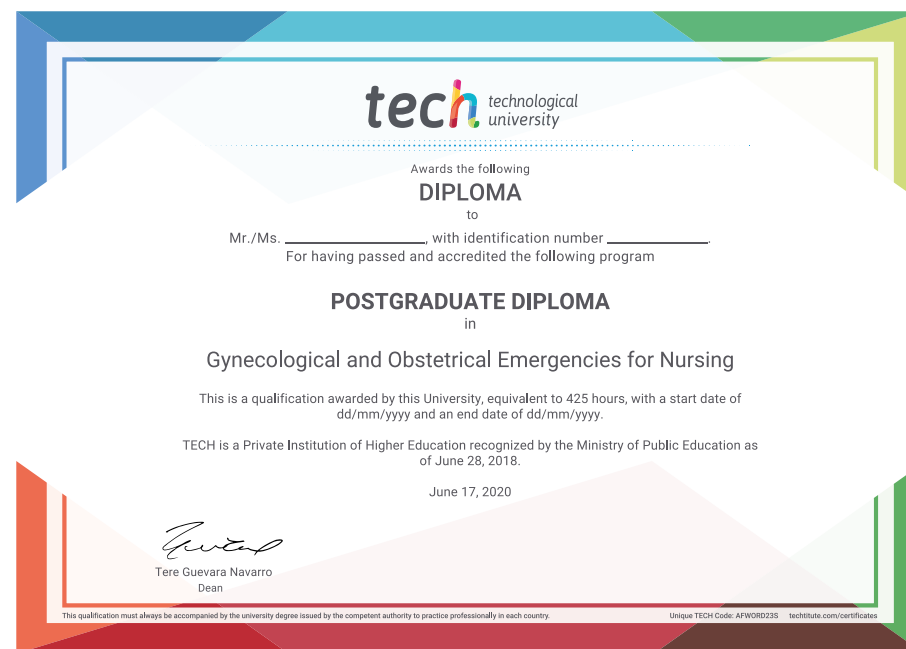 tech technological
university
Awards the following
DIPLOMA
to
Mr./Ms. ____________, with identification number ____________.
For having passed and accredited the following program
POSTGRADUATE DIPLOMA
in
Gynecological and Obstetrical Emergencies for Nursing
This is a qualification awarded by this University, equivalent to 425 hours, with a start date of
dd/mm/yyyy and an end date of dd/mm/yyyy.
TECH is a Private Institution of Higher Education recognized by the Ministry of Public Education as
of June 28, 2018.
June 17, 2020
Tere Guevara Navarro
Dean
This qualification must always be accompanied by the university degree issued by the competent authority to practice professionally in each country. Unique TECH Code: AFWORD23S techtitute.com/certificates